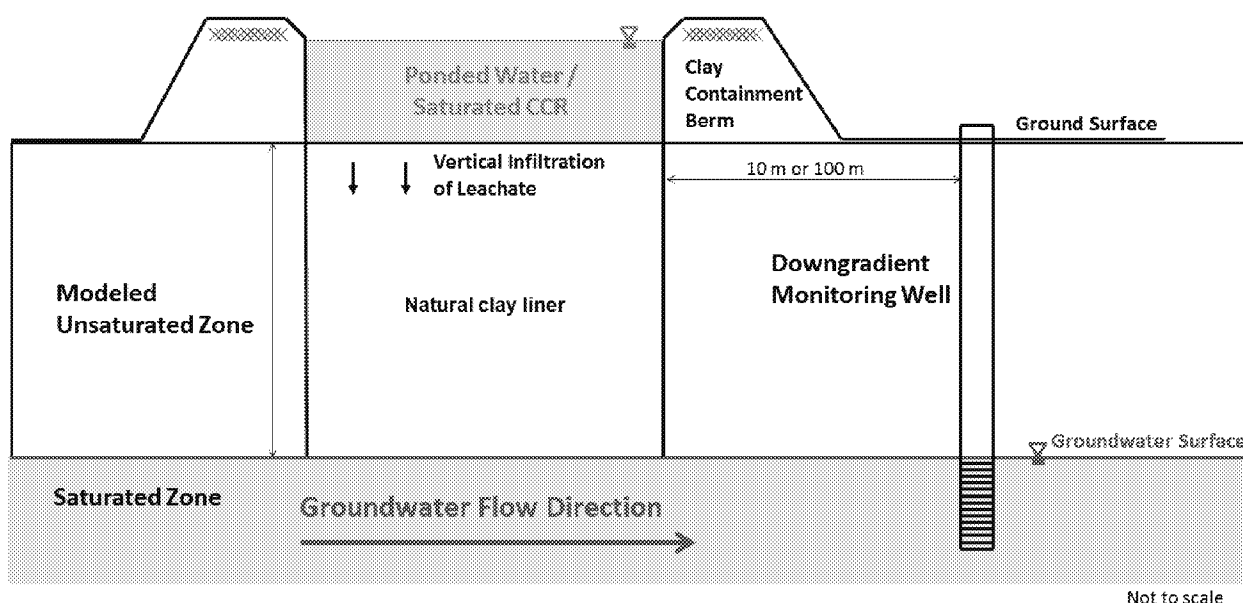 Ponded Water /
Saturated CCR
Clay
Containment
Berm
Ground Surface
Vertical Infiltration
of Leachate
10 m or 100 m
Modeled
Unsaturated Zone
Natural clay liner
Downgradient
Monitoring Well
Groundwater Surface
Saturated Zone
Groundwater Flow Direction
Not to scale